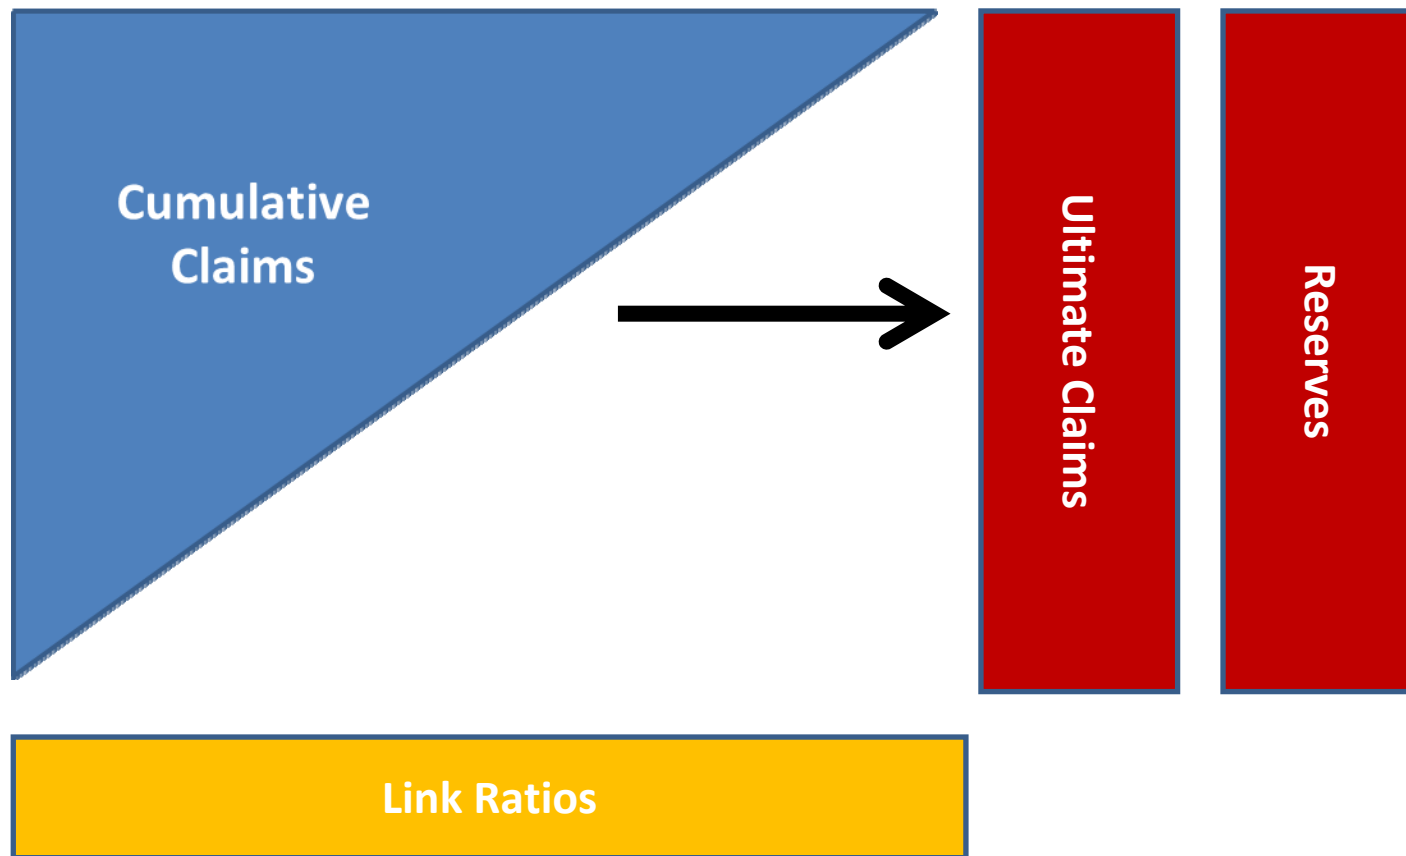 Cumulative
Claims
Ultimate Claims
Reserves
Link Ratios